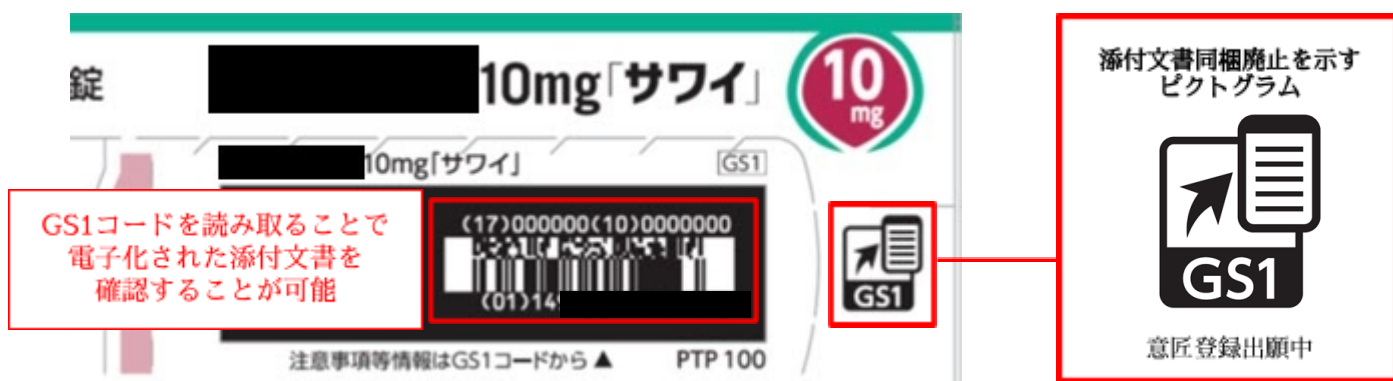 錠
10mg「サワイ」
10
mg
10mg「サワイ」
GS1
GS1コードを読み取ることで
電子化された添付文書を
確認することが可能
(17)000000(10)0000000
(01)14
注意事項等情報はGS1コードから▲
PTP 100
GS1
添付文書同梱廃止を示す
ピクトグラム
GS1
意匠登録出願中